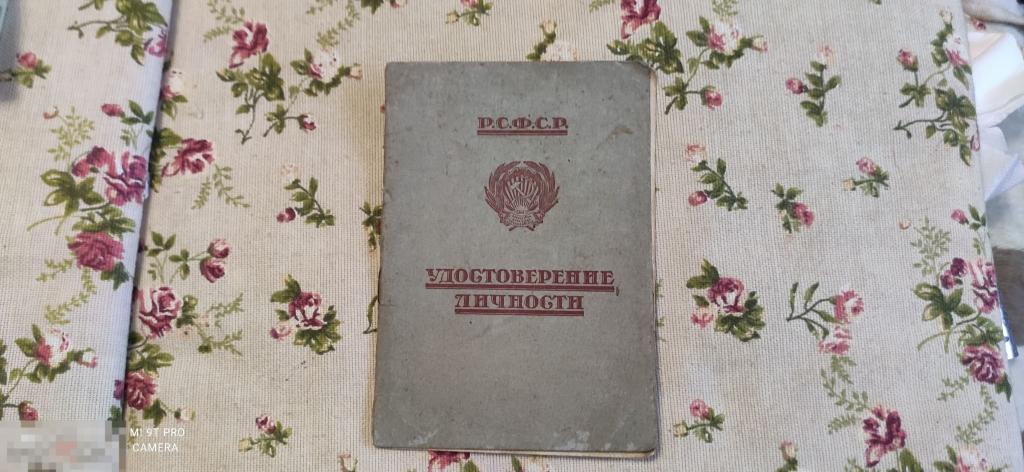 Р.С.Ф.С.Р.
УДОСТОВЕРЕНИЕ
ЛИЧНОСТИ
MI 9T PRO
CAMERA